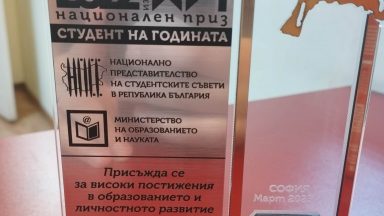 национален приз
СТУДЕНТ НА ГОДИНАТА
НАЦИОНАЛНО
ПРЕДСТАВИТЕЛСТВО
НА СТУДЕНТСКИТЕ СЪВЕТИ
В РЕПУБЛИКА БЪЛГАРИЯ
МИНИСТЕРСТВО
НА ОБРАЗОВАНИЕТО
И НАУКАТА
Присъжда се
за високи постижения
в образованието и
личностното развитие
СОФИЯ
Март